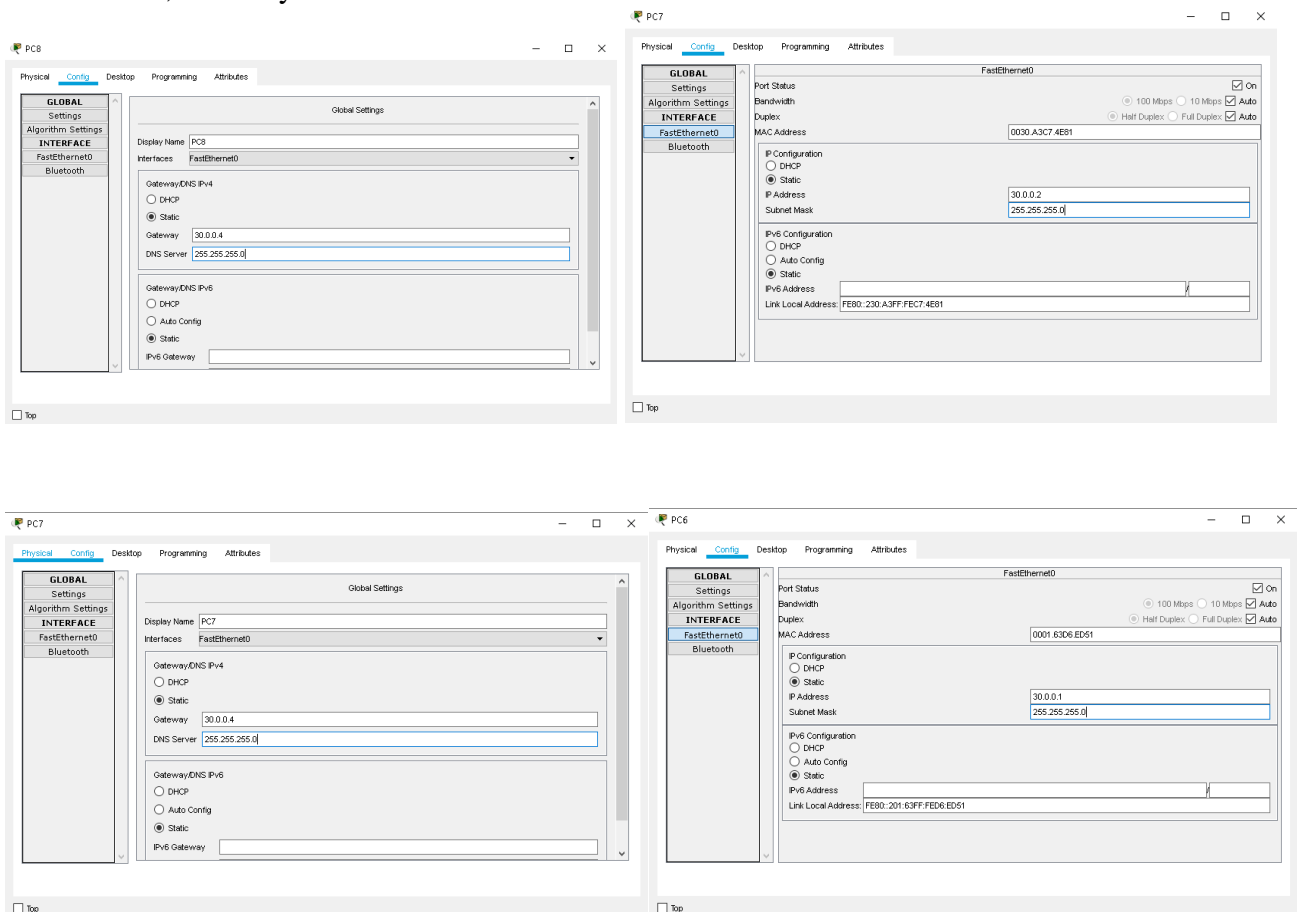 PC8
Physical Config Desktop Programming Attributes
GLOBAL
Settings
Algorithm Settings
INTERFACE
FastEthernet0
Bluetooth
Global Settings
Display Name PC8
Interfaces FastEthernet0
Gateway/DNS IPv4
DHCP
Static
Gateway 30.0.0.4
DNS Server 255.255.255.0
Gateway/DNS IPv6
DHCP
Auto Config
Static
IPv6 Gateway
Top
PC7
Physical Config Desktop Programming Attributes
GLOBAL
Settings
Algorithm Settings
INTERFACE
FastEthernet0
Bluetooth
FastEthernet0
Port Status On
Bandwidth 100 Mbps 10 Mbps Auto
Duplex Half Duplex Full Duplex Auto
MAC Address 0030.A3C7.4E81
IP Configuration
DHCP
Static
IP Address 30.0.0.2
Subnet Mask 255.255.255.0
IPv6 Configuration
DHCP
Auto Config
Static
IPv6 Address /
Link Local Address: FE80::230:A3FF:FEC7:4E81
Top
PC7
Physical Config Desktop Programming Attributes
GLOBAL
Settings
Algorithm Settings
INTERFACE
FastEthernet0
Bluetooth
Global Settings
Display Name PC7
Interfaces FastEthernet0
Gateway/DNS IPv4
DHCP
Static
Gateway 30.0.0.4
DNS Server 255.255.255.0
Gateway/DNS IPv6
DHCP
Auto Config
Static
IPv6 Gateway
Top
PC6
Physical Config Desktop Programming Attributes
GLOBAL
Settings
Algorithm Settings
INTERFACE
FastEthernet0
Bluetooth
FastEthernet0
Port Status On
Bandwidth 100 Mbps 10 Mbps Auto
Duplex Half Duplex Full Duplex Auto
MAC Address 0001.63D6.ED51
IP Configuration
DHCP
Static
IP Address 30.0.0.1
Subnet Mask 255.255.255.0
IPv6 Configuration
DHCP
Auto Config
Static
IPv6 Address /
Link Local Address: FE80::201:63FF:FED6:ED51
Top